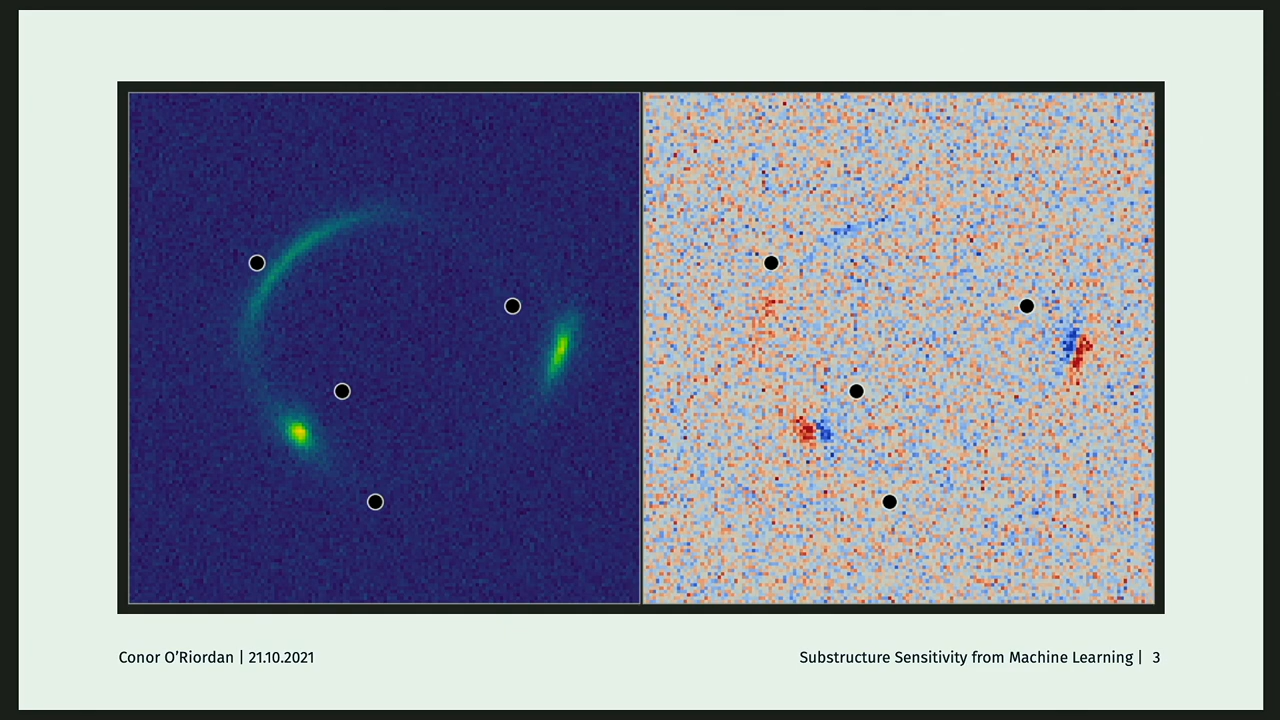 Conor O’Riordan | 21.10.2021
Substructure Sensitivity from Machine Learning | 3